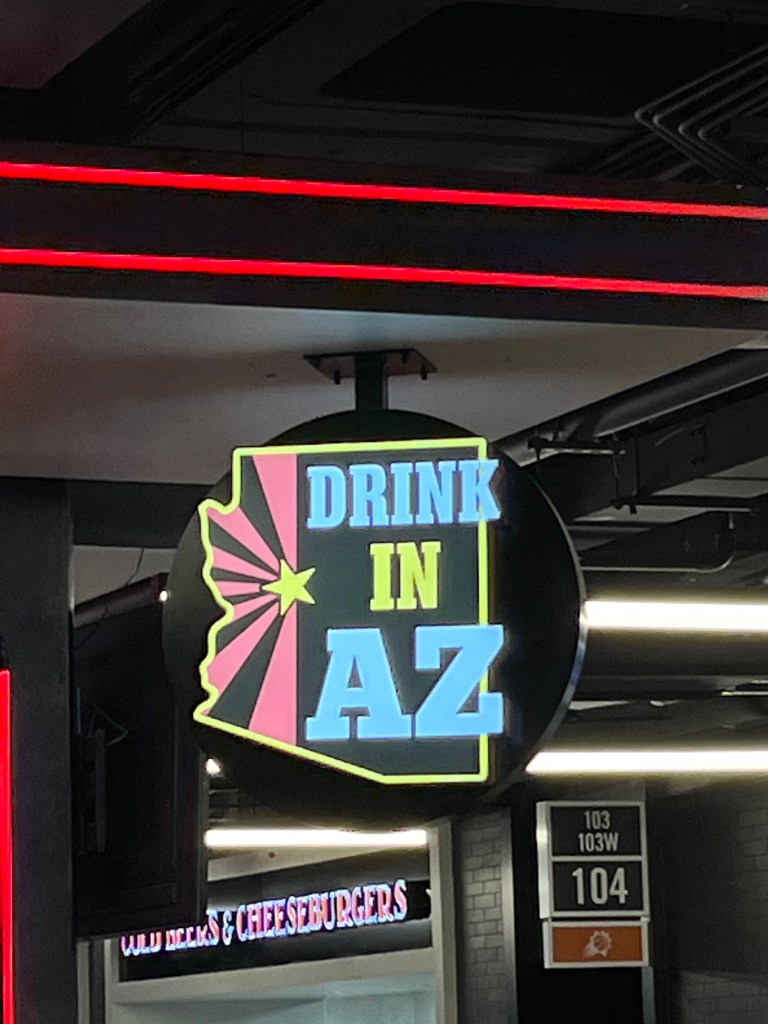 DRINK
IN
AZ
103
103W
104
COLD BEERS & CHEESEBURGERS